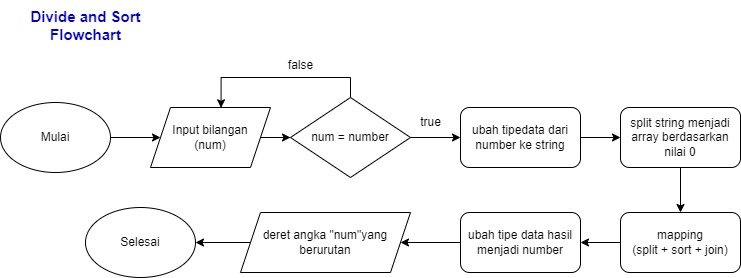 Divide and Sort
Flowchart
false
Mulai
Input bilangan
(num)
num = number
true
ubah tipedata dari
number ke string
split string menjadi
array berdasarkan
nilai 0
mapping
(split + sort + join)
ubah tipe data hasil
menjadi number
deret angka "num"yang
berurutan
Selesai